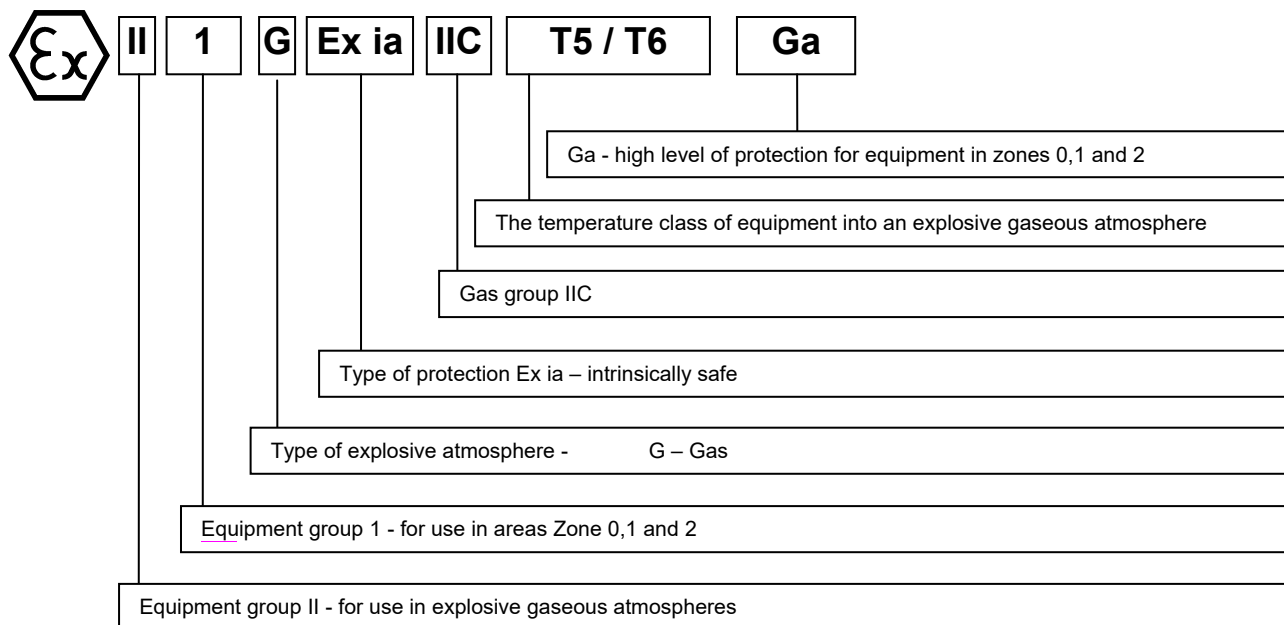 Ex II 1 G Ex ia IIC T5 / T6 Ga
Ga - high level of protection for equipment in zones 0,1 and 2
The temperature class of equipment into an explosive gaseous atmosphere
Gas group IIC
Type of protection Ex ia – intrinsically safe
Type of explosive atmosphere - G – Gas
Equipment group 1 - for use in areas Zone 0,1 and 2
Equipment group II - for use in explosive gaseous atmospheres